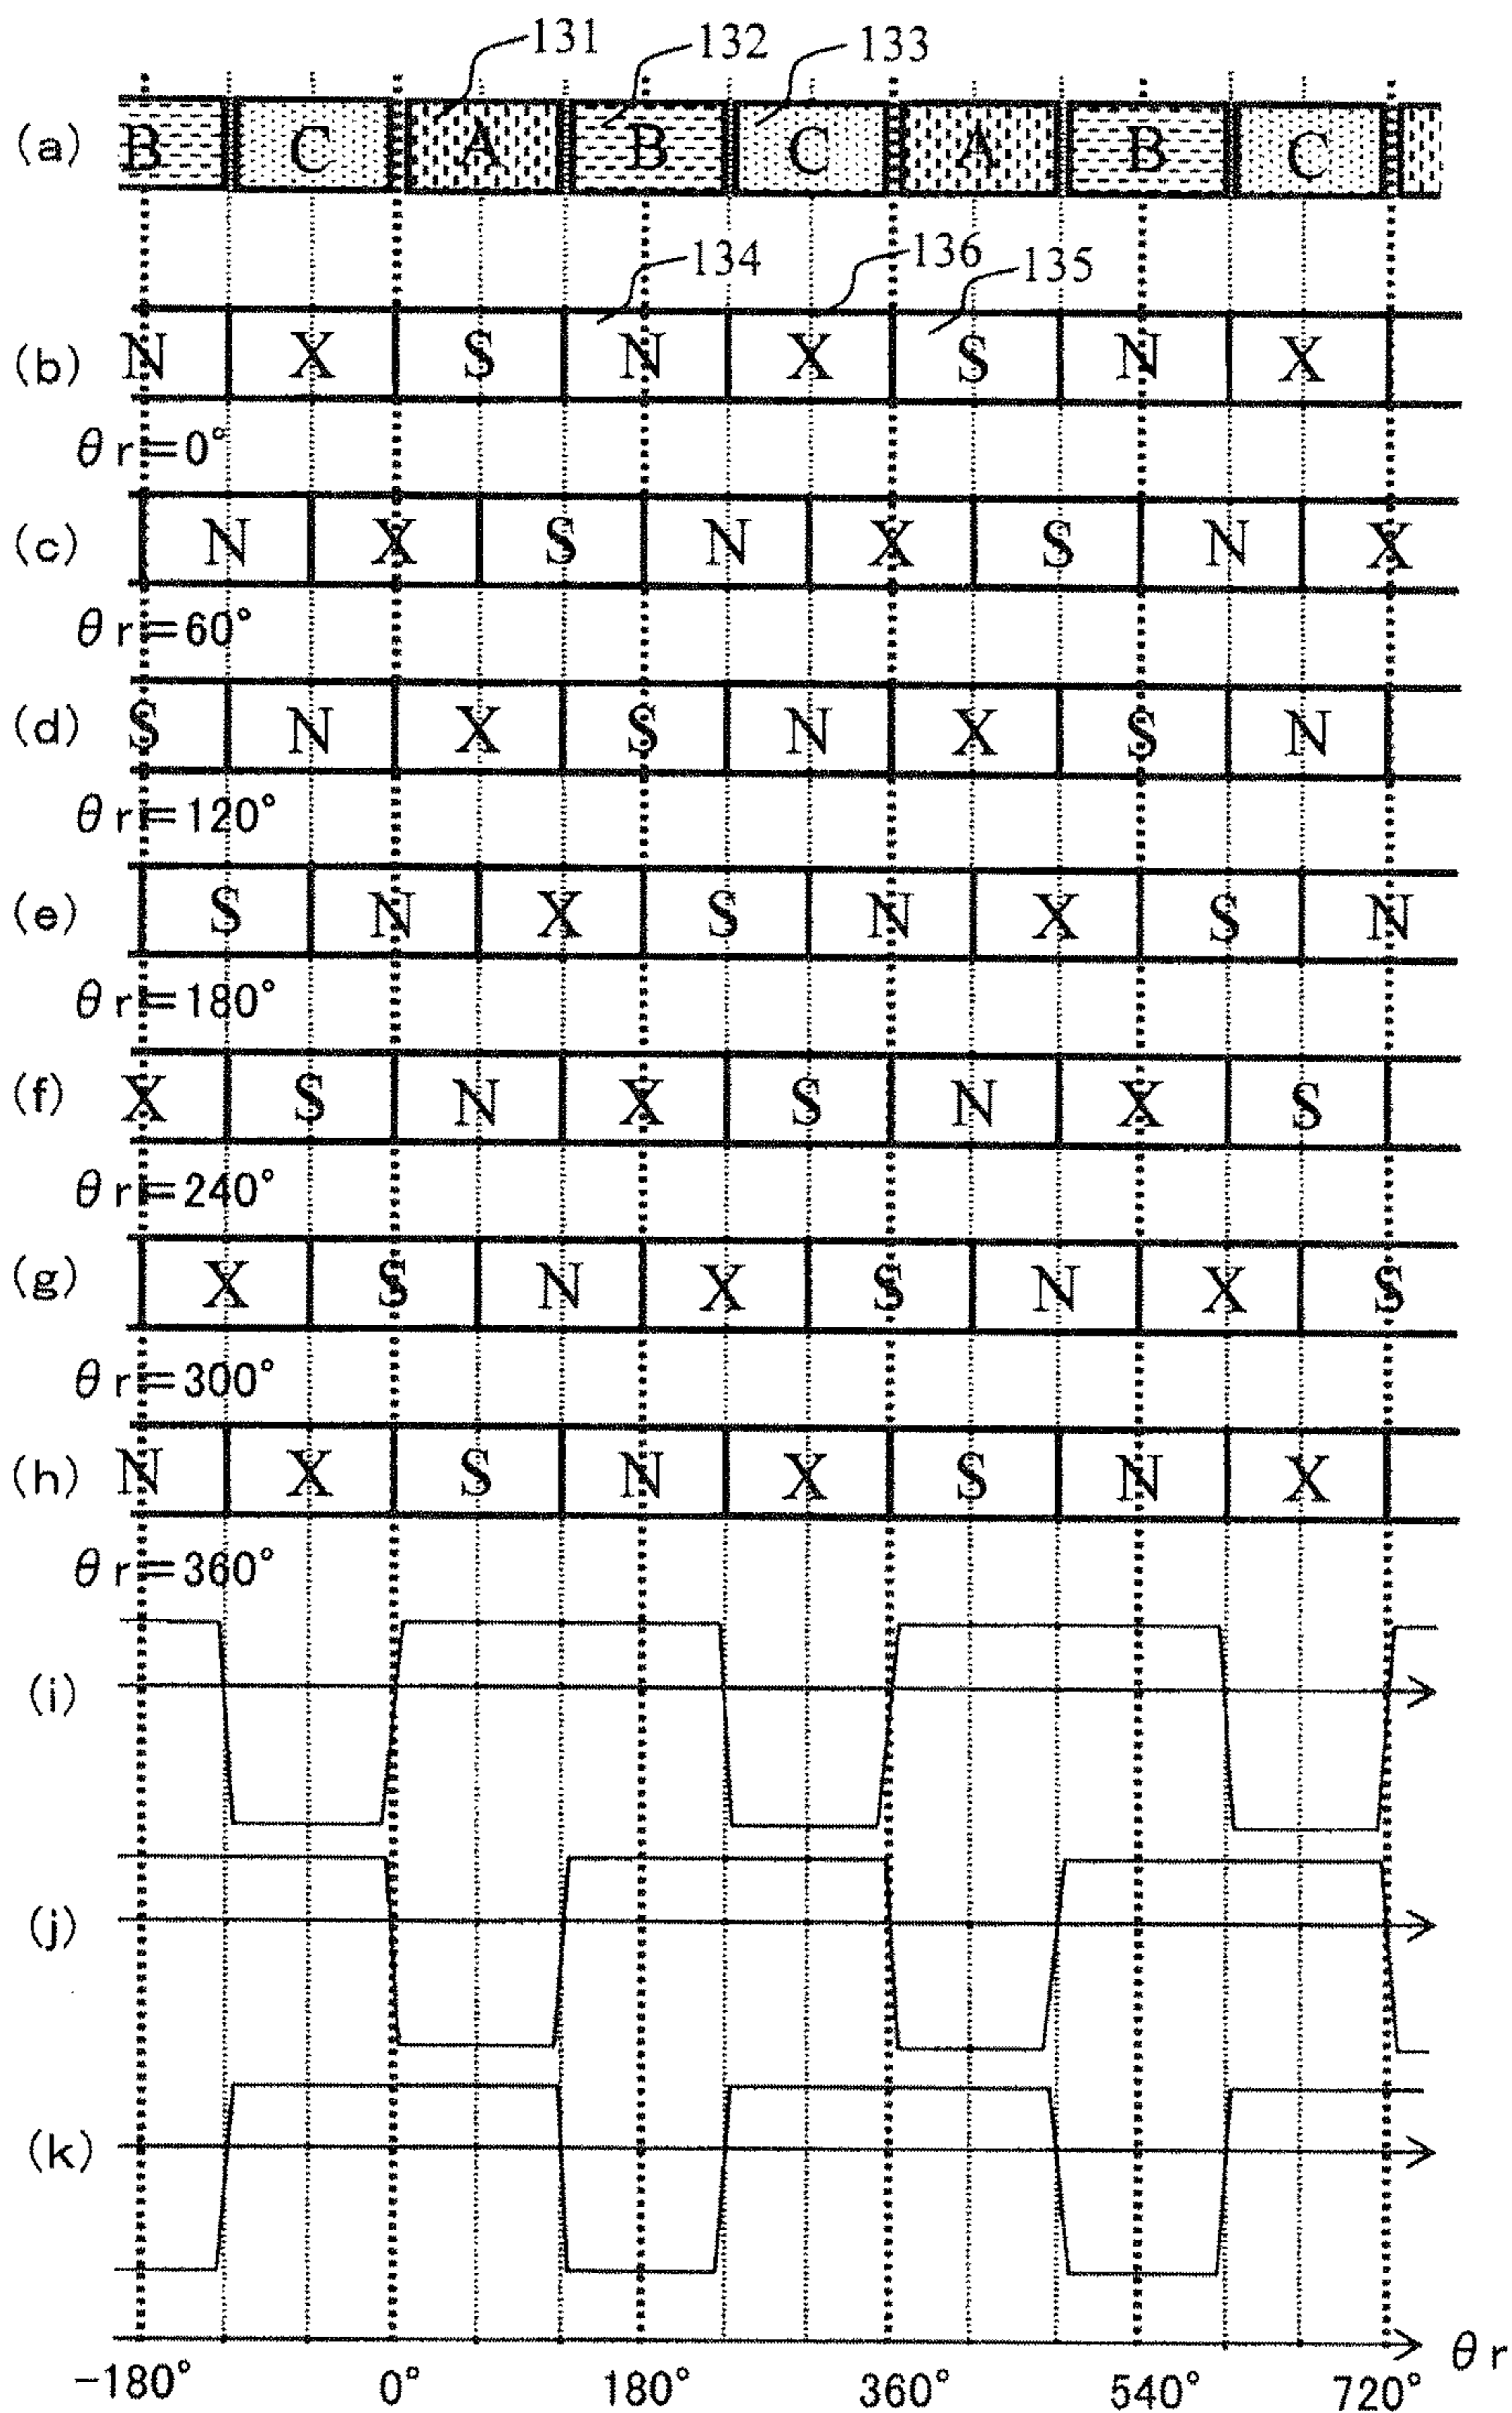 131 132 133
(a) B C A B C A B C
134 136 135
(b) N X S N X S N X
θr=0°
(c) N X S N X S N X
θr=60°
(d) S N X S N X S N
θr=120°
(e) S N X S N X S N
θr=180°
(f) X S N X S N X S
θr=240°
(g) X S N X S N X S
θr=300°
(h) N X S N X S N X
θr=360°
(i)
(j)
(k)
θr
-180° 0° 180° 360° 540° 720°